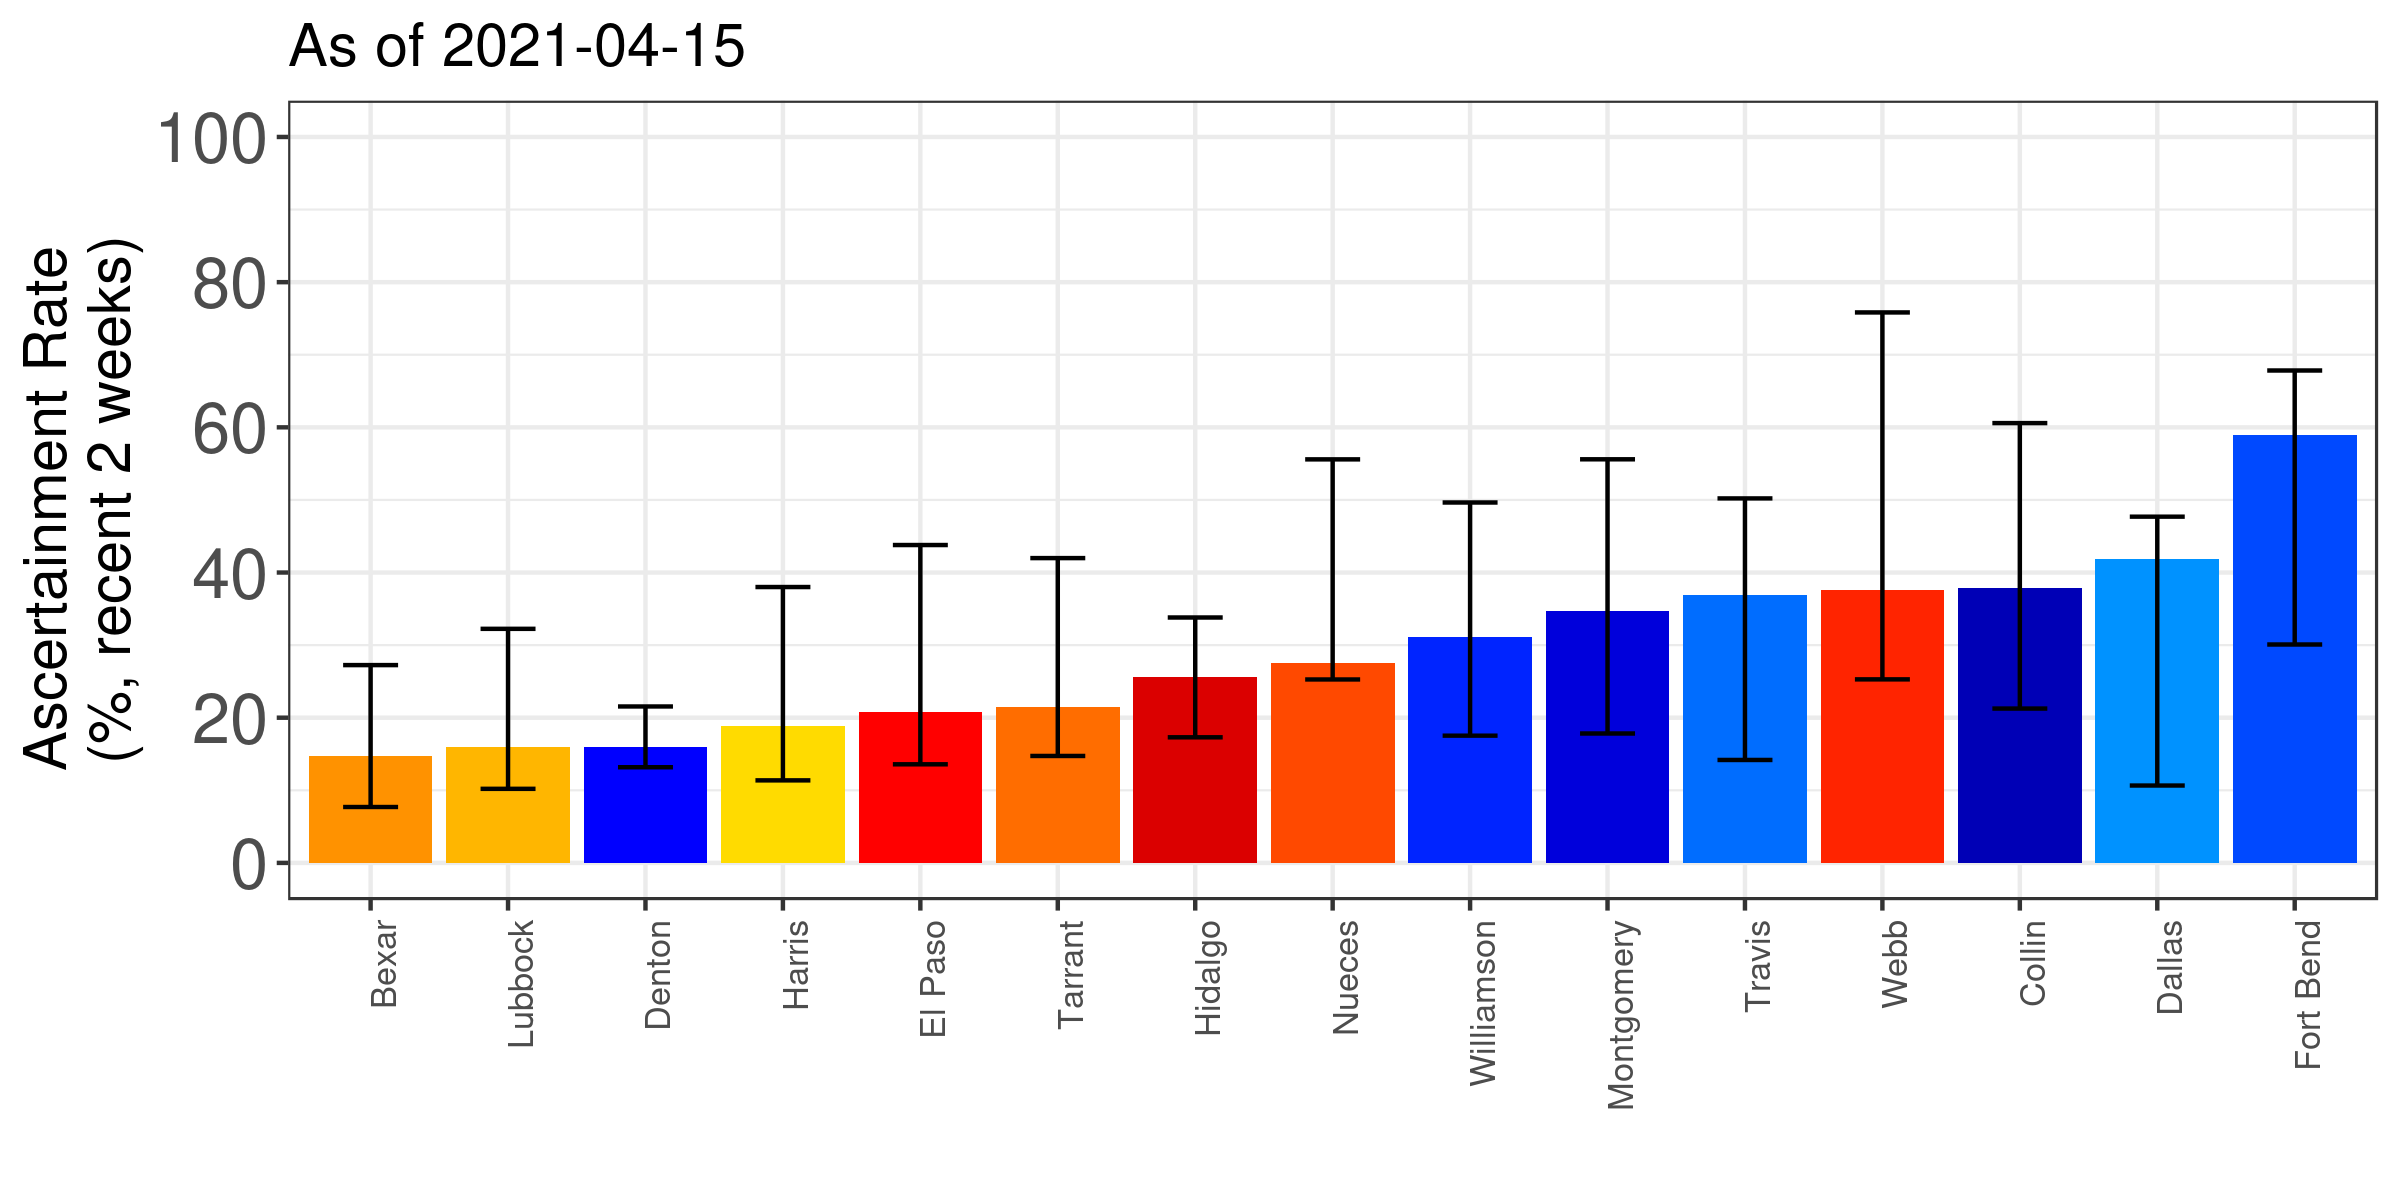 As of 2021-04-15
Ascertainment Rate
(%, recent 2 weeks)
100
80
60
40
20
0
Bexar
Lubbock
Denton
Harris
El Paso
Tarrant
Hidalgo
Nueces
Williamson
Montgomery
Travis
Webb
Collin
Dallas
Fort Bend